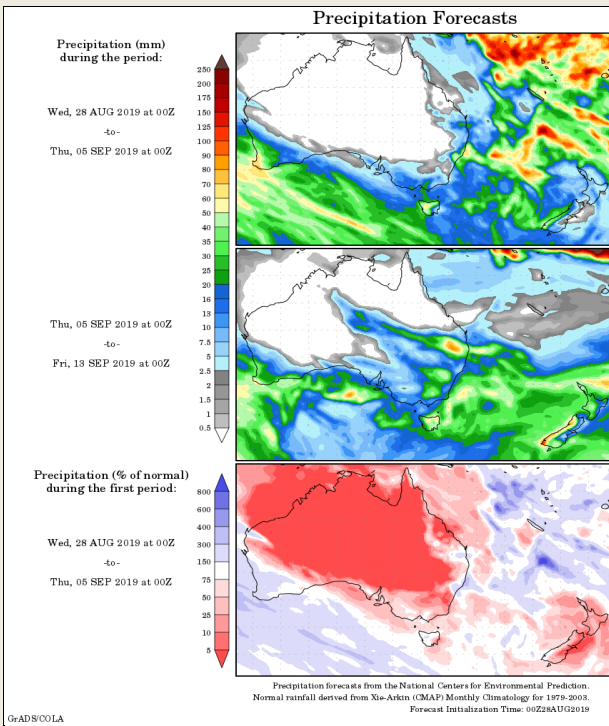 Precipitation Forecasts
Precipitation (mm)
during the period:
Wed, 28 AUG 2019 at 00Z
-to-
Thu, 05 SEP 2019 at 00Z
250
200
175
150
125
100
90
80
70
60
50
40
35
30
25
20
16
13
10
7.5
5
2.5
2
1.5
1
0.5
Thu, 05 SEP 2019 at 00Z
-to-
Fri, 13 SEP 2019 at 00Z
Precipitation (% of normal)
during the first period:
Wed, 28 AUG 2019 at 00Z
-to-
Thu, 05 SEP 2019 at 00Z
800
600
400
300
150
75
50
25
10
5
Precipitation forecasts from the National Centers for Environmental Prediction.
Normal rainfall derived from Xie-Arkin (CMAP) Monthly Climatology for 1979-2003.
Forecast Initialization Time: 00Z28AUG2019
GrADS/COLA